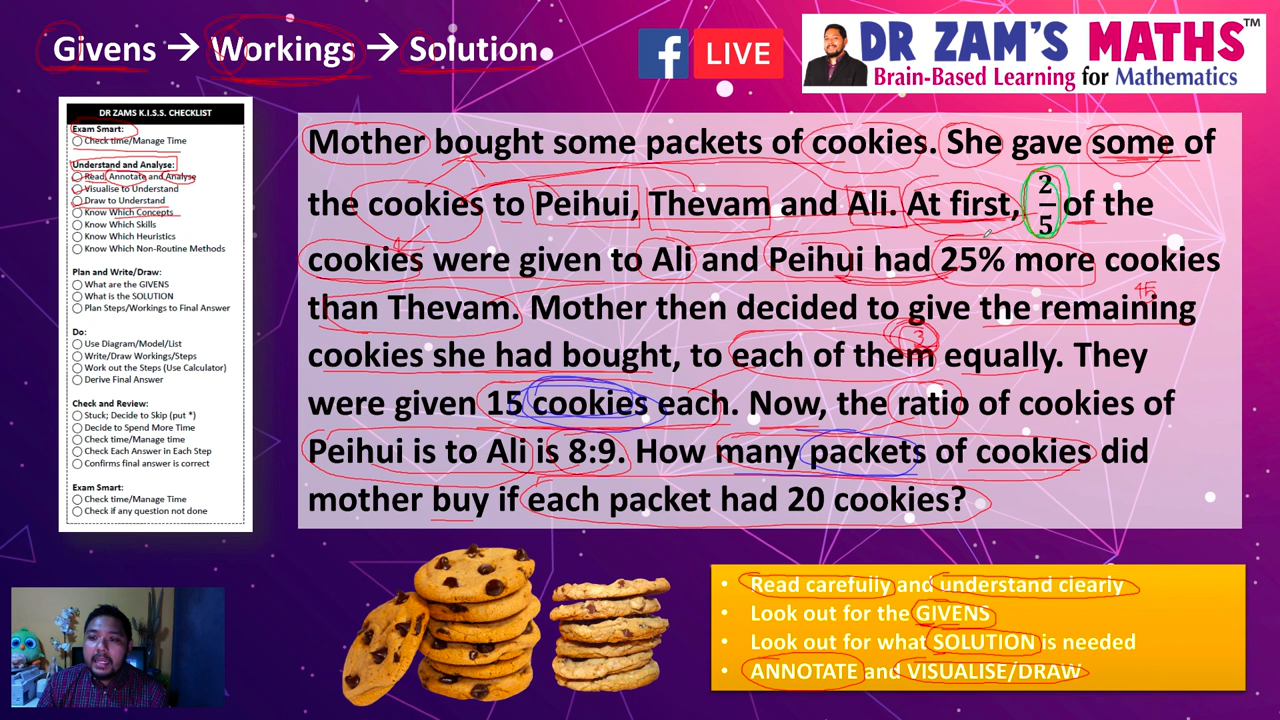 Givens → Workings → Solution
f LIVE
DR ZAM'S MATHS™
Brain-Based Learning for Mathematics
DR ZAMS K.I.S.S. CHECKLIST
Exam Smart:
Check time/Manage Time
Understand and Analyse:
Read, Annotate and Analyse
Visualise to Understand
Draw to Understand
Know Which Concepts
Know Which Skills
Know Which Heuristics
Know Which Non-Routine Methods
Plan and Write/Draw:
What are the GIVENS
What is the SOLUTION
Plan Steps/Workings to Final Answer
Do:
Use Diagram/Model/List
Write/Draw Workings/Steps
Work out the Steps (Use Calculator)
Derive Final Answer
Check and Review:
Stuck; Decide to Skip (put *)
Decide to Spend More Time
Check time/Manage time
Check Each Answer in Each Step
Confirms final answer is correct
Exam Smart:
Check time/Manage Time
Check if any question not done
Mother bought some packets of cookies. She gave some of
the cookies to Peihui, Thevam and Ali. At first, 2/5 of the
cookies were given to Ali and Peihui had 25% more cookies
45
than Thevam. Mother then decided to give the remaining
3
cookies she had bought, to each of them equally. They
were given 15 cookies each. Now, the ratio of cookies of
Peihui is to Ali is 8:9. How many packets of cookies did
mother buy if each packet had 20 cookies?
• Read carefully and understand clearly
• Look out for the GIVENS
• Look out for what SOLUTION is needed
• ANNOTATE and VISUALISE/DRAW